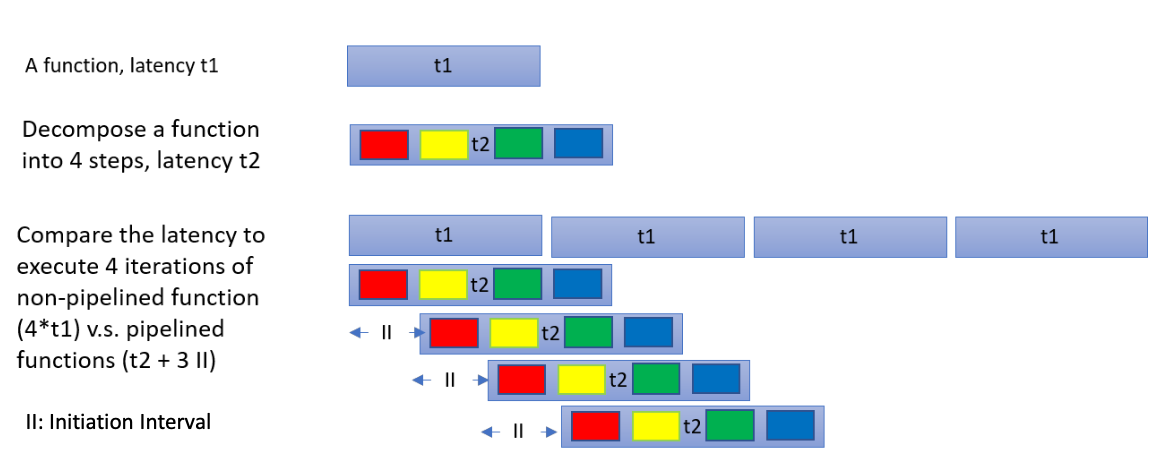 A function, latency t1
t1
Decompose a function
into 4 steps, latency t2
t2
Compare the latency to
execute 4 iterations of
non-pipelined function
(4*t1) v.s. pipelined
functions (t2 + 3 II)
t1 t1 t1 t1
t2
II t2
II t2
II t2
II: Initiation Interval